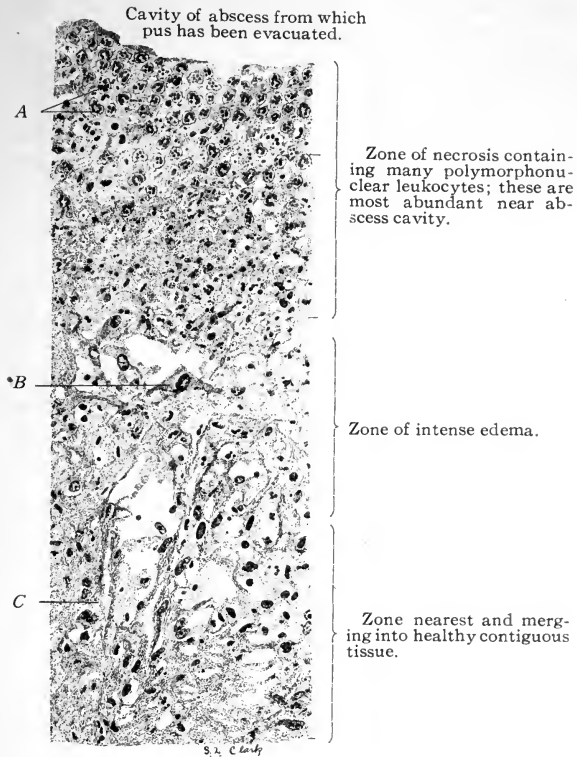 Cavity of abscess from which
pus has been evacuated.
A
Zone of necrosis contain-
ing many polymorphonu-
clear leukocytes; these are
most abundant near ab-
scess cavity.
B
Zone of intense edema.
C
Zone nearest and merg-
ing into healthy contiguous
tissue.
S. L. Clark